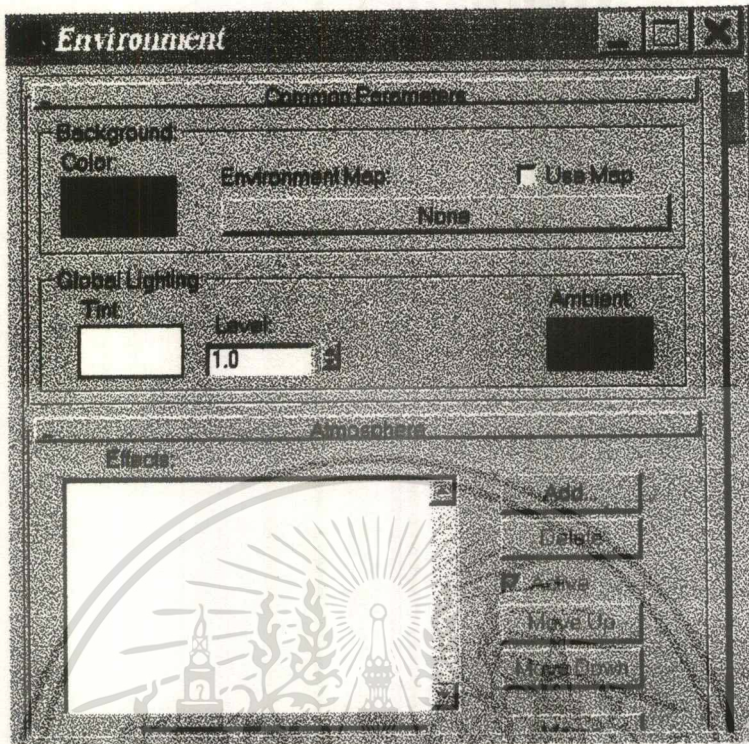 Environment
Common Parameters
Background:
Color
Environment Map:
Use Map
None
Global Lighting
Tint
Level:
1.0
Ambient
Atmosphere
Effects:
Add...
Delete
Active
Move Up
Move Down
?